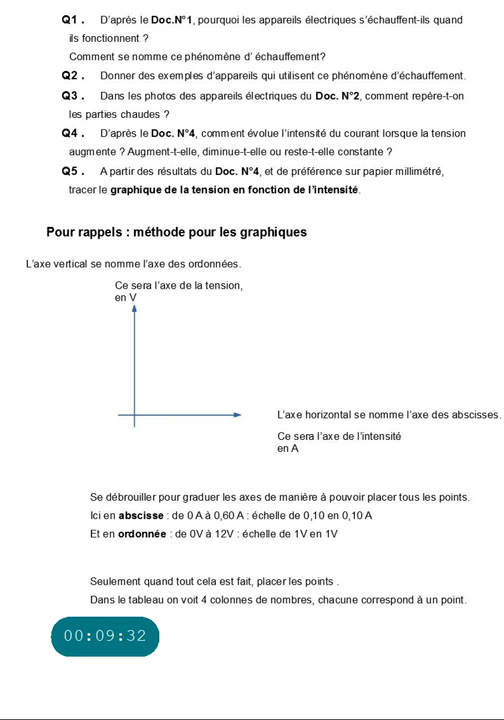 Q1 . D'après le Doc.N°1, pourquoi les appareils électriques s'échauffent-ils quand
ils fonctionnent ?
Comment se nomme ce phénomène d' échauffement?
Q2 . Donner des exemples d'appareils qui utilisent ce phénomène d'échauffement.
Q3 . Dans les photos des appareils électriques du Doc. N°2, comment repère-t-on
les parties chaudes ?
Q4 . D'après le Doc. N°4, comment évolue l'intensité du courant lorsque la tension
augmente ? Augment-t-elle, diminue-t-elle ou reste-t-elle constante ?
Q5 . A partir des résultats du Doc. N°4, et de préférence sur papier millimétré,
tracer le graphique de la tension en fonction de l'intensité.
Pour rappels : méthode pour les graphiques
L'axe vertical se nomme l'axe des ordonnées.
Ce sera l'axe de la tension,
en V
L'axe horizontal se nomme l'axe des abscisses.
Ce sera l'axe de l'intensité
en A
Se débrouiller pour graduer les axes de manière à pouvoir placer tous les points.
Ici en abscisse : de 0 A à 0,60 A : échelle de 0,10 en 0,10 A
Et en ordonnée : de 0V à 12V : échelle de 1V en 1V
Seulement quand tout cela est fait, placer les points .
Dans le tableau on voit 4 colonnes de nombres, chacune correspond à un point.
00:09:32